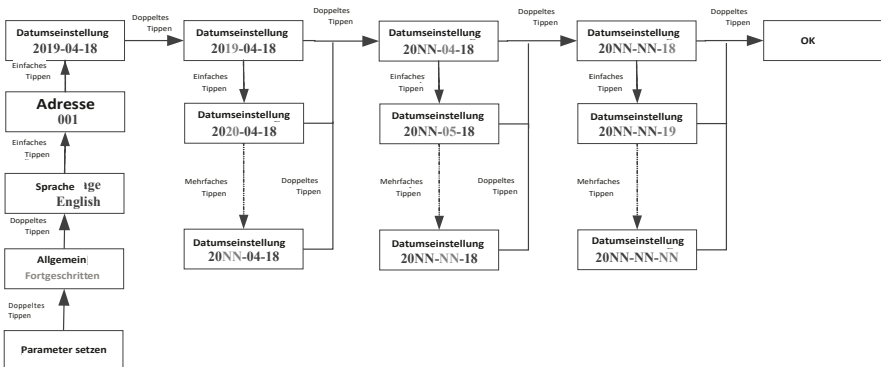 Doppeltes
Tippen
Doppeltes
Tippen
Doppeltes
Tippen
Doppeltes
Tippen
Datumseinstellung
2019-04-18
Datumseinstellung
2019-04-18
Datumseinstellung
20NN-04-18
Datumseinstellung
20NN-NN-18
OK
Einfaches
Tippen
Einfaches
Tippen
Einfaches
Tippen
Einfaches
Tippen
Adresse
001
Datumseinstellung
2020-04-18
Datumseinstellung
20NN-05-18
Datumseinstellung
20NN-NN-19
Einfaches
Tippen
Mehrfaches
Tippen
Doppeltes
Tippen
Mehrfaches
Tippen
Doppeltes
Tippen
Mehrfaches
Tippen
Sprache
English
Doppeltes
Tippen
Datumseinstellung
20NN-04-18
Datumseinstellung
20NN-NN-18
Datumseinstellung
20NN-NN-NN
Allgemein
Fortgeschritten
Doppeltes
Tippen
Parameter setzen